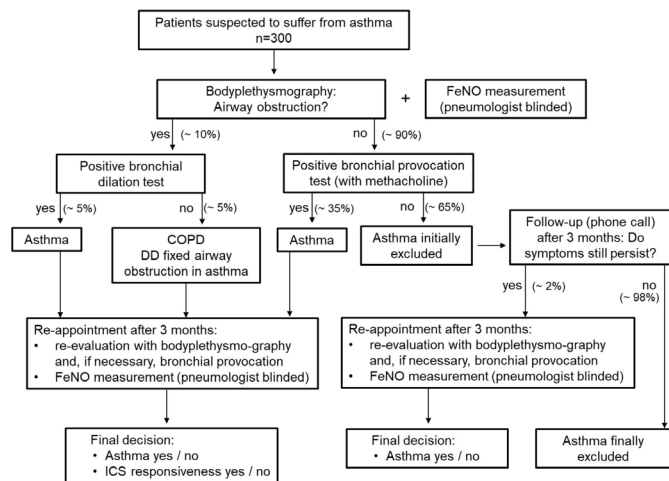 Patients suspected to suffer from asthma
n=300
Bodyplethysmography:
Airway obstruction?
+
FeNO measurement
(pneumologist blinded)
yes (~ 10%)
no (~ 90%)
Positive bronchial
dilation test
Positive bronchial provocation
test (with methacholine)
yes (~ 5%)
no (~ 5%)
yes (~ 35%)
no (~ 65%)
Asthma
COPD
DD fixed airway
obstruction in asthma
Asthma
Asthma initially
excluded
Follow-up (phone call)
after 3 months: Do
symptoms still persist?
yes (~ 2%)
no
(~ 98%)
Re-appointment after 3 months:
• re-evaluation with bodyplethysmo-graphy
and, if necessary, bronchial provocation
• FeNO measurement (pneumologist blinded)
Re-appointment after 3 months:
• re-evaluation with bodyplethysmo-graphy
and, if necessary, bronchial provocation
• FeNO measurement (pneumologist blinded)
Final decision:
• Asthma yes / no
• ICS responsiveness yes / no
Final decision:
• Asthma yes / no
Asthma finally
excluded